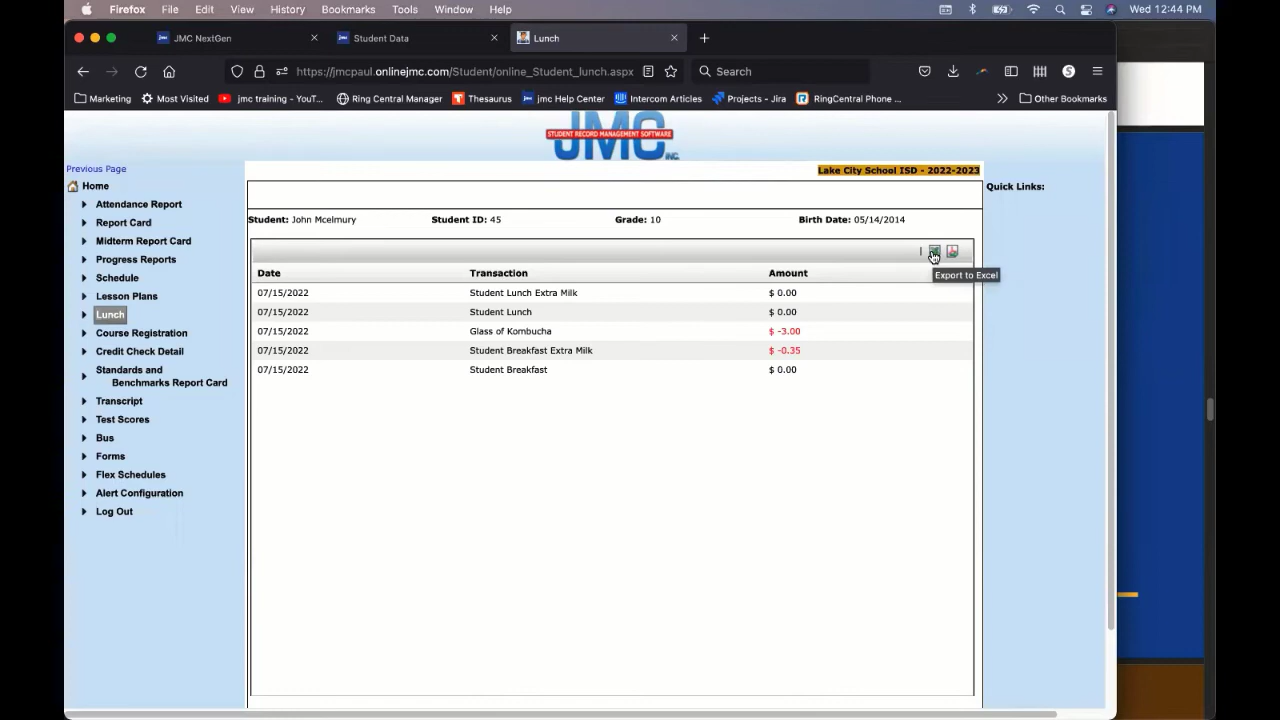 Firefox File Edit View History Bookmarks Tools Window Help Wed 12:44 PM
jmc JMC NextGen jmc Student Data Lunch
https://jmcpaul.onlinejmc.com/Student/online_Student_lunch.aspx Search
Marketing Most Visited jmc training - YouT... Ring Central Manager Thesaurus jmc Help Center Intercom Articles Projects - Jira RingCentral Phone ... Other Bookmarks
JMC INC.
STUDENT RECORD MANAGEMENT SOFTWARE
Previous Page
Lake City School ISD - 2022-2023
Home
Quick Links:
Attendance Report
Report Card
Midterm Report Card
Progress Reports
Schedule
Lesson Plans
Lunch
Course Registration
Credit Check Detail
Standards and
Benchmarks Report Card
Transcript
Test Scores
Bus
Forms
Flex Schedules
Alert Configuration
Log Out
Student: John Mcelmury Student ID: 45 Grade: 10 Birth Date: 05/14/2014
Export to Excel
Date Transaction Amount
07/15/2022 Student Lunch Extra Milk $ 0.00
07/15/2022 Student Lunch $ 0.00
07/15/2022 Glass of Kombucha $ -3.00
07/15/2022 Student Breakfast Extra Milk $ -0.35
07/15/2022 Student Breakfast $ 0.00